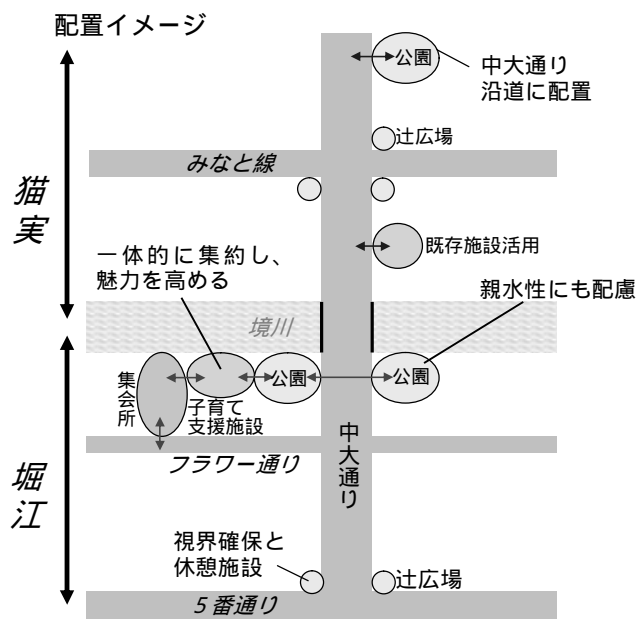 配置イメージ
公園
中大通り
沿道に配置
辻広場
みなと線
猫実
既存施設活用
一体的に集約し、
魅力を高める
親水性にも配慮
境川
公園
公園
集会所
子育て
支援施設
中大通り
フラワー通り
堀江
視界確保と
休憩施設
辻広場
5番通り